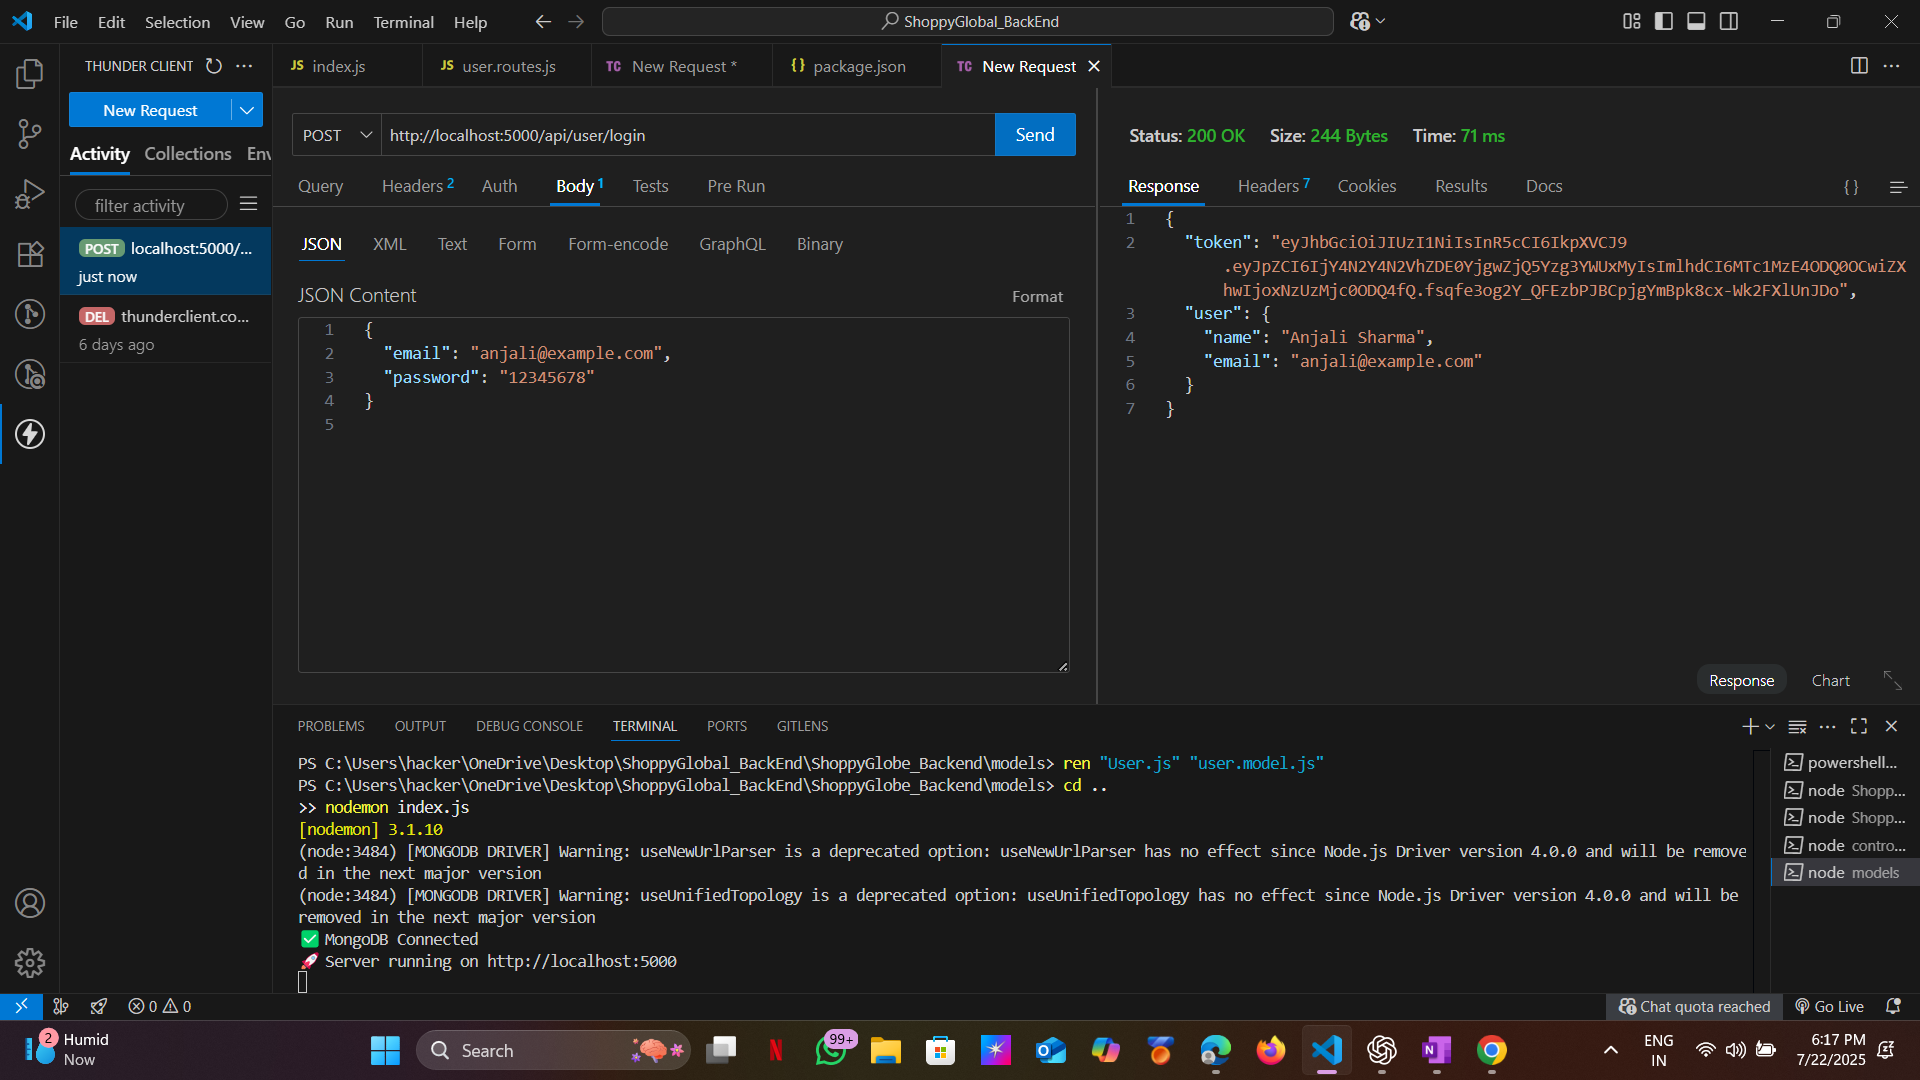 File Edit Selection View Go Run Terminal Help
ShoppyGlobal_BackEnd
THUNDER CLIENT
JS index.js
JS user.routes.js
TC New Request *
{} package.json
TC New Request
New Request
Activity Collections Env
filter activity
POST localhost:5000/...
just now
DEL thunderclient.co...
6 days ago
POST http://localhost:5000/api/user/login Send
Query Headers 2 Auth Body 1 Tests Pre Run
JSON XML Text Form Form-encode GraphQL Binary
JSON Content Format
1 {
2 "email": "anjali@example.com",
3 "password": "12345678"
4 }
5
Status: 200 OK Size: 244 Bytes Time: 71 ms
Response Headers 7 Cookies Results Docs { }
1 {
2 "token": "eyJhbGciOiJIUzI1NiIsInR5cCI6IkpXVCJ9
.eyJpZCI6IjY4N2Y4N2VhZDE0YjgwZjQ5Yzg3YWUxMyIsImlhdCI6MTc1MzE4ODQ0OCwiZX
hwIjoxNzUzMjc0ODQ4fQ.fsqfe3og2Y_QFEzbPJBCpjgYmBpk8cx-Wk2FXlUnJDo",
3 "user": {
4 "name": "Anjali Sharma",
5 "email": "anjali@example.com"
6 }
7 }
Response Chart
PROBLEMS OUTPUT DEBUG CONSOLE TERMINAL PORTS GITLENS
PS C:\Users\hacker\OneDrive\Desktop\ShoppyGlobal_BackEnd\ShoppyGlobe_Backend\models> ren "User.js" "user.model.js"
PS C:\Users\hacker\OneDrive\Desktop\ShoppyGlobal_BackEnd\ShoppyGlobe_Backend\models> cd ..
>> nodemon index.js
[nodemon] 3.1.10
(node:3484) [MONGODB DRIVER] Warning: useNewUrlParser is a deprecated option: useNewUrlParser has no effect since Node.js Driver version 4.0.0 and will be remove
d in the next major version
(node:3484) [MONGODB DRIVER] Warning: useUnifiedTopology is a deprecated option: useUnifiedTopology has no effect since Node.js Driver version 4.0.0 and will be
removed in the next major version
✅ MongoDB Connected
🚀 Server running on http://localhost:5000
powershell...
node Shopp...
node Shopp...
node contro...
node models
0 0
Chat quota reached Go Live
2
Humid
Now
Search
99+
ENG
IN
6:17 PM
7/22/2025